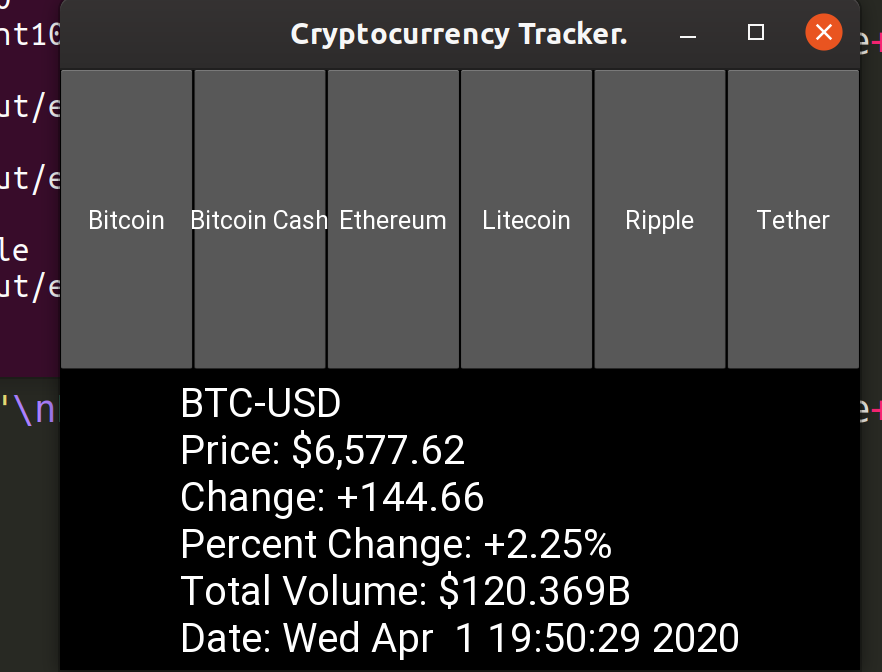 Cryptocurrency Tracker.
nt10
ut/e
ut/e
le
ut/e
Bitcoin Bitcoin Cash Ethereum Litecoin Ripple Tether
"\n
e+
e+
BTC-USD
Price: $6,577.62
Change: +144.66
Percent Change: +2.25%
Total Volume: $120.369B
Date: Wed Apr  1 19:50:29 2020